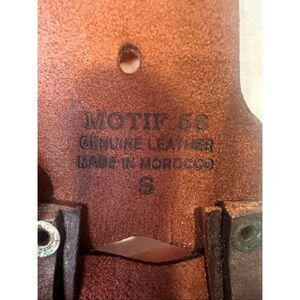 MOTIF 56
GENUINE LEATHER
MADE IN MOROCCO
S